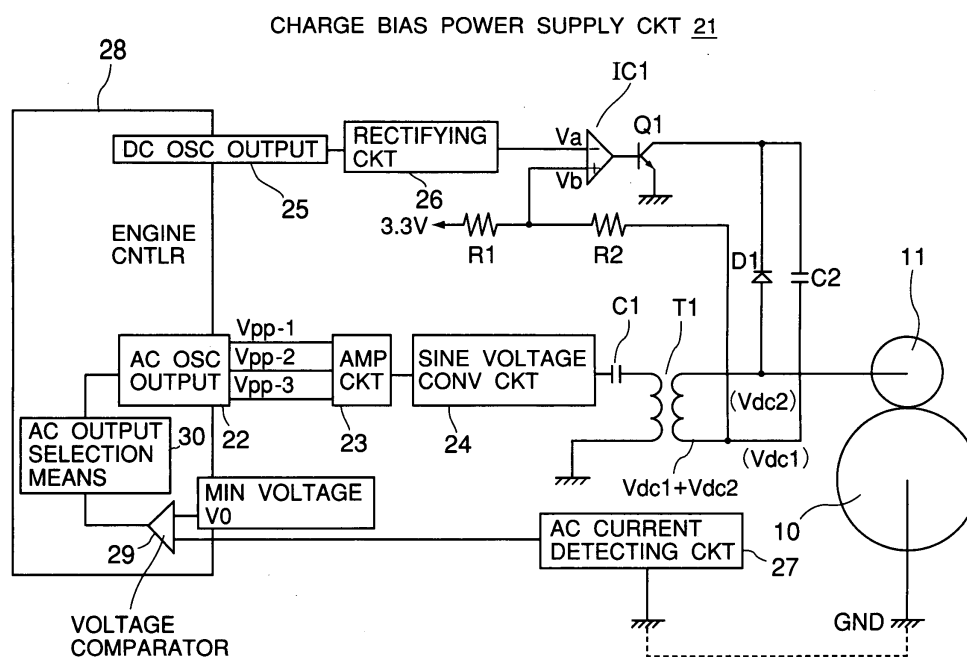 CHARGE BIAS POWER SUPPLY CKT 21
28
IC1
Q1
DC OSC OUTPUT
RECTIFYING
CKT
Va
Vb
25
26
3.3V
R1
R2
ENGINE
CNTLR
D1
C2
11
C1
T1
Vpp-1
Vpp-2
Vpp-3
AC OSC
OUTPUT
AMP
CKT
SINE VOLTAGE
CONV CKT
(Vdc2)
22
23
24
(Vdc1)
AC OUTPUT
SELECTION
MEANS
30
Vdc1+Vdc2
MIN VOLTAGE
V0
29
AC CURRENT
DETECTING CKT
27
10
VOLTAGE
COMPARATOR
GND